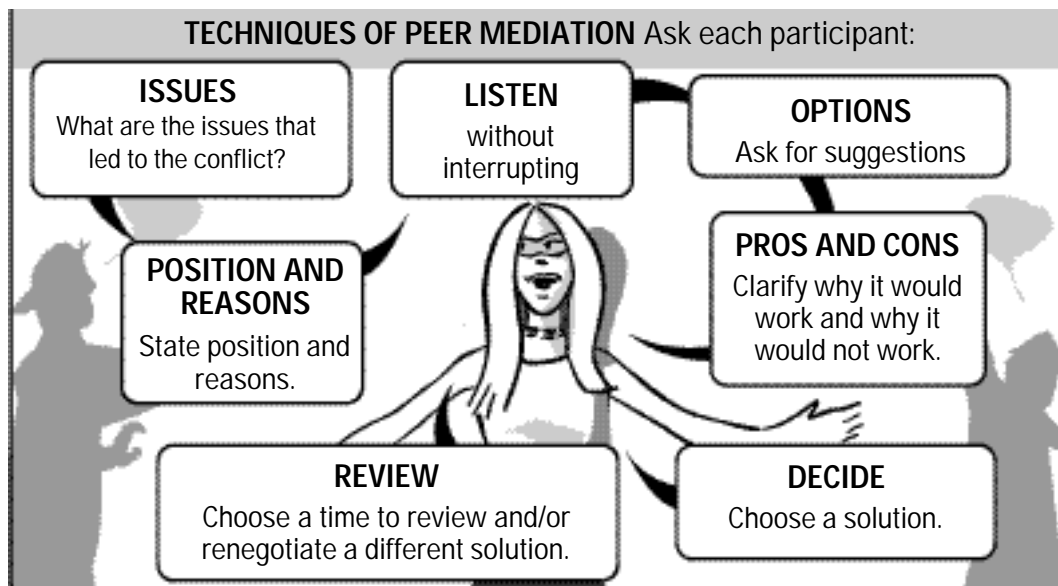 TECHNIQUES OF PEER MEDIATION Ask each participant:
ISSUES
What are the issues that
led to the conflict?
POSITION AND
REASONS
State position and
reasons.
LISTEN
without
interrupting
OPTIONS
Ask for suggestions
PROS AND CONS
Clarify why it would
work and why it
would not work.
DECIDE
Choose a solution.
REVIEW
Choose a time to review and/or
renegotiate a different solution.